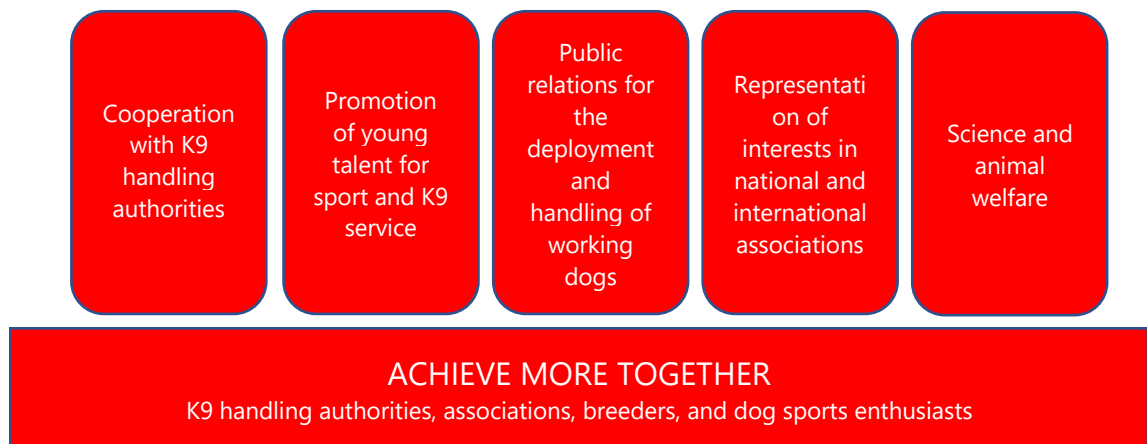 Cooperation
with K9
handling
authorities
Promotion
of young
talent for
sport and K9
service
Public
relations for
the
deployment
and
handling of
working
dogs
Representati
on of
interests in
national and
international
associations
Science and
animal
welfare
ACHIEVE MORE TOGETHER
K9 handling authorities, associations, breeders, and dog sports enthusiasts